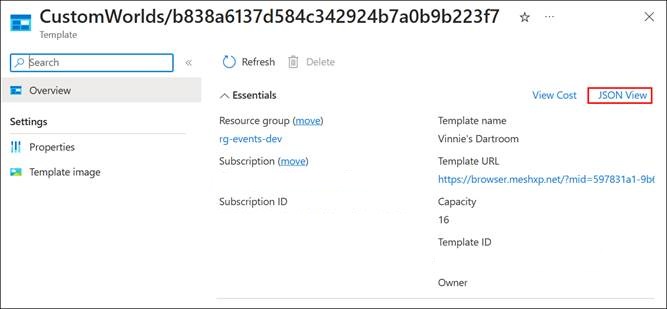 CustomWorlds/b838a6137d584c342924b7a0b9b223f7
Template
Search
Refresh
Delete
Overview
Essentials
View Cost
JSON View
Settings
Properties
Template image
Resource group (move)
rg-events-dev
Subscription (move)
Subscription ID
Template name
Vinnie's Dartroom
Template URL
https://browser.meshxp.net/?mid=597831a1-9b6
Capacity
16
Template ID
Owner